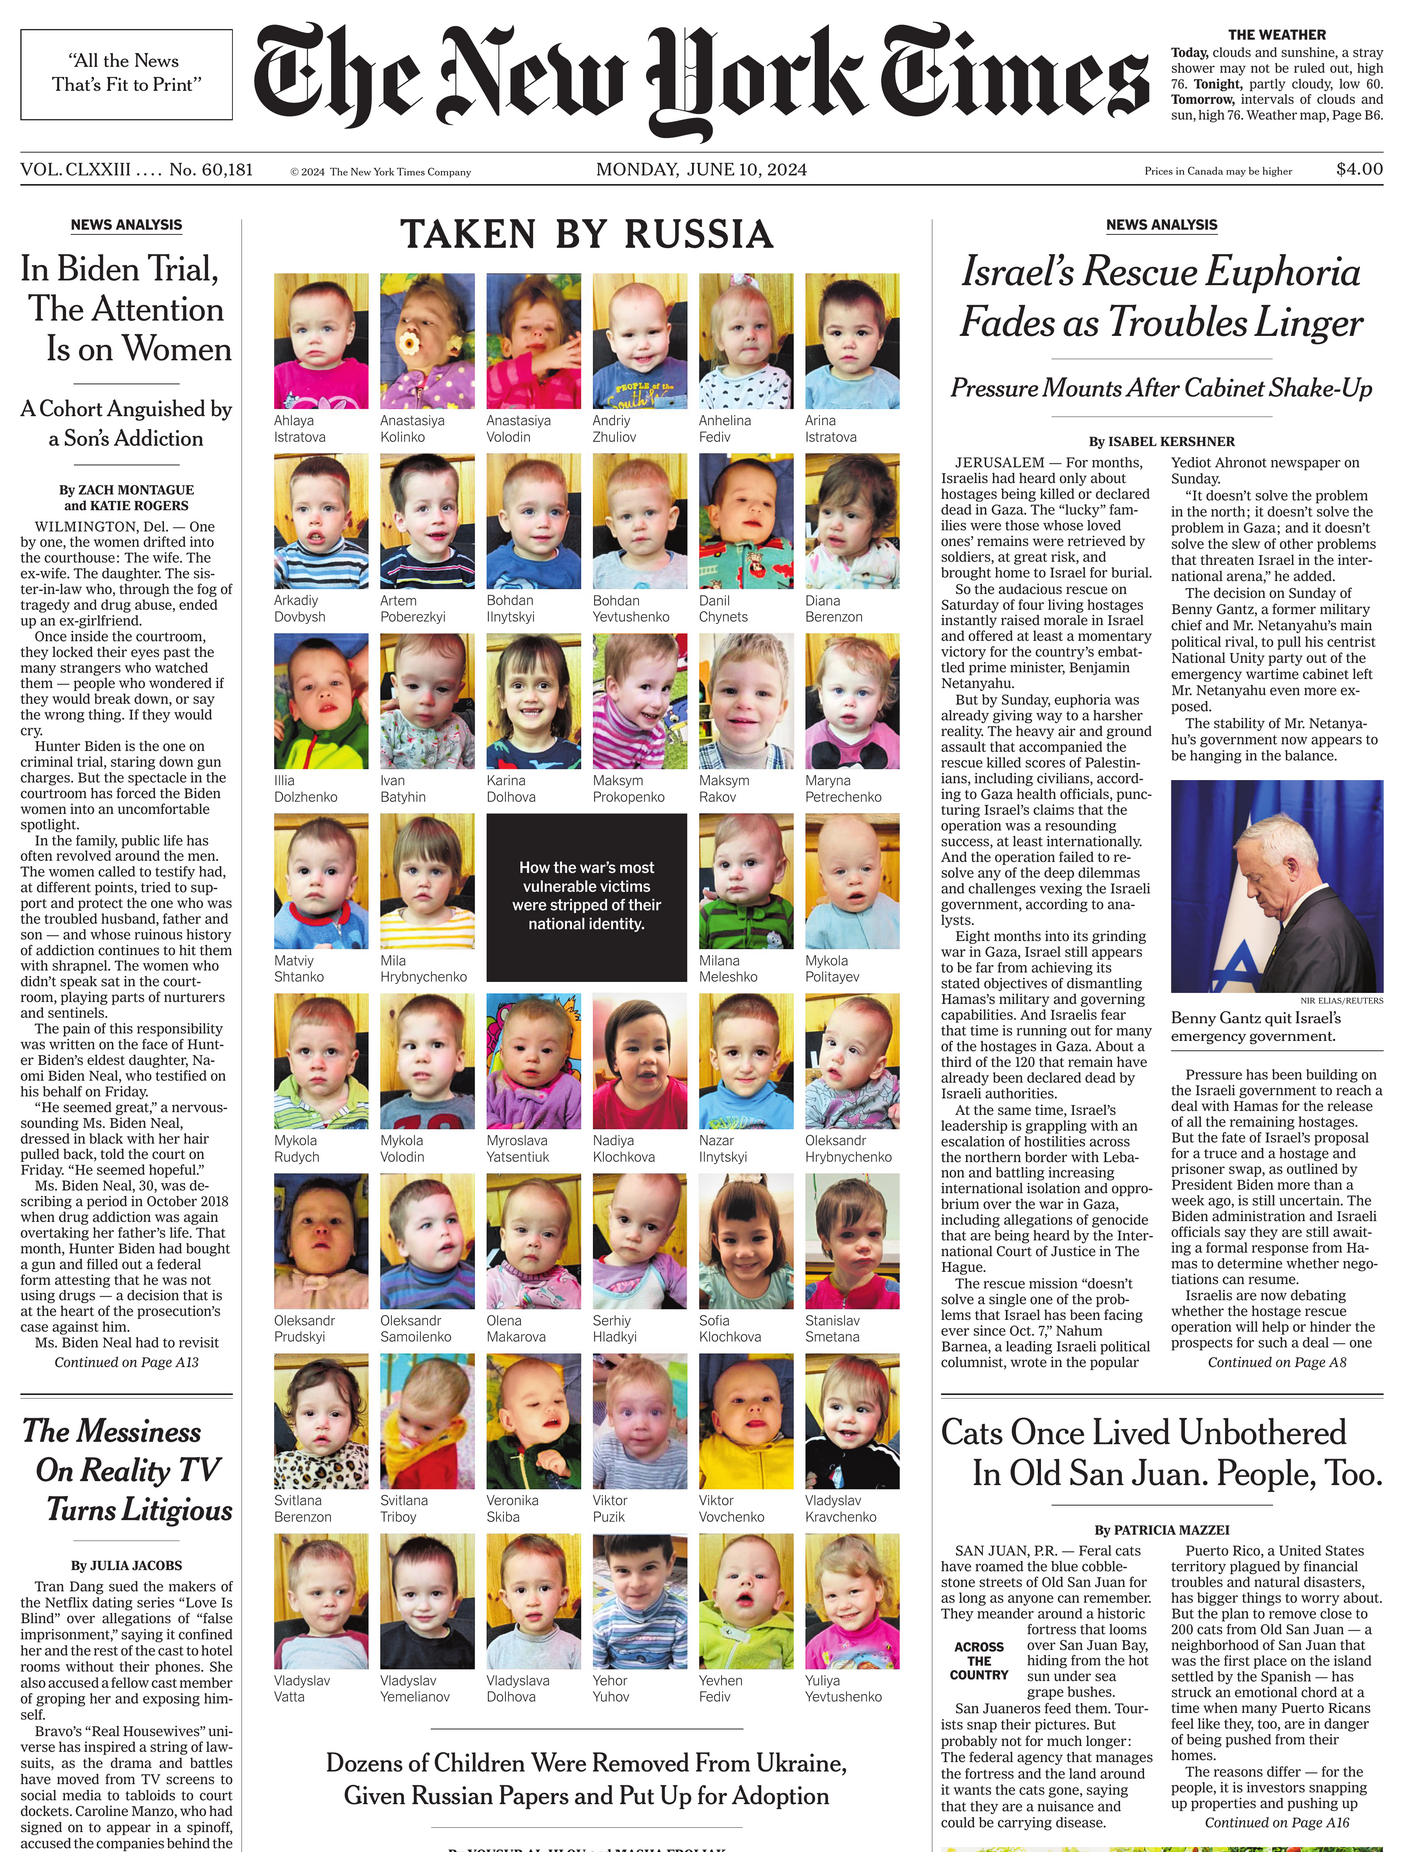 “All the News
That’s Fit to Print”
The New York Times
THE WEATHER
Today, clouds and sunshine, a stray
shower may not be ruled out, high
76. Tonight, partly cloudy, low 60.
Tomorrow, intervals of clouds and
sun, high 76. Weather map, Page B6.
VOL. CLXXIII .... No. 60,181
© 2024 The New York Times Company
MONDAY, JUNE 10, 2024
Prices in Canada may be higher
$4.00
NEWS ANALYSIS
In Biden Trial,
The Attention
Is on Women
A Cohort Anguished by
a Son’s Addiction
By ZACH MONTAGUE
and KATIE ROGERS
WILMINGTON, Del. — One
by one, the women drifted into
the courthouse: The wife. The
ex-wife. The daughter. The sis-
ter-in-law who, through the fog of
tragedy and drug abuse, ended
up an ex-girlfriend.
Once inside the courtroom,
they locked their eyes past the
many strangers who watched
them — people who wondered if
they would break down, or say
the wrong thing. If they would
cry.
Hunter Biden is the one on
criminal trial, staring down gun
charges. But the spectacle in the
courtroom has forced the Biden
women into an uncomfortable
spotlight.
In the family, public life has
often revolved around the men.
The women called to testify had,
at different points, tried to sup-
port and protect the one who was
the troubled husband, father and
son — and whose ruinous history
of addiction continues to hit them
with shrapnel. The women who
didn’t speak sat in the court-
room, playing parts of nurturers
and sentinels.
The pain of this responsibility
was written on the face of Hunt-
er Biden’s eldest daughter, Na-
omi Biden Neal, who testified on
his behalf on Friday.
“He seemed great,” a nervous-
sounding Ms. Biden Neal,
dressed in black with her hair
pulled back, told the court on
Friday. “He seemed hopeful.”
Ms. Biden Neal, 30, was de-
scribing a period in October 2018
when drug addiction was again
overtaking her father’s life. That
month, Hunter Biden had bought
a gun and filled out a federal
form attesting that he was not
using drugs — a decision that is
at the heart of the prosecution’s
case against him.
Ms. Biden Neal had to revisit
Continued on Page A13
The Messiness
On Reality TV
Turns Litigious
By JULIA JACOBS
Tran Dang sued the makers of
the Netflix dating series “Love Is
Blind” over allegations of “false
imprisonment,” saying it confined
her and the rest of the cast to hotel
rooms without their phones. She
also accused a fellow cast member
of groping her and exposing him-
self.
Bravo’s “Real Housewives” uni-
verse has inspired a string of law-
suits, as the drama and battles
have moved from TV screens to
social media to tabloids to court
dockets. Caroline Manzo, who had
signed on to appear in a spinoff,
accused the companies behind the
TAKEN BY RUSSIA
PEOPLE of the
South
Ahlaya
Istratova
Anastasiya
Kolinko
Anastasiya
Volodin
Andriy
Zhuliov
Anhelina
Fediv
Arina
Istratova
Arkadiy
Dovbysh
Artem
Poberezkyi
Bohdan
Ilnytskyi
Bohdan
Yevtushenko
Danil
Chynets
Diana
Berenzon
Illia
Dolzhenko
Ivan
Batyhin
Karina
Dolhova
Maksym
Prokopenko
Maksym
Rakov
Maryna
Petrechenko
How the war’s most
vulnerable victims
were stripped of their
national identity.
Matviy
Shtanko
Mila
Hrybnychenko
Milana
Meleshko
Mykola
Politayev
Mykola
Rudych
Mykola
Volodin
Myroslava
Yatsentiuk
Nadiya
Klochkova
Nazar
Ilnytskyi
Oleksandr
Hrybnychenko
Oleksandr
Prudskyi
Oleksandr
Samoilenko
Olena
Makarova
Serhiy
Hladkyi
Sofia
Klochkova
Stanislav
Smetana
Svitlana
Berenzon
Svitlana
Triboy
Veronika
Skiba
Viktor
Puzik
Viktor
Vovchenko
Vladyslav
Kravchenko
Vladyslav
Vatta
Vladyslav
Yemelianov
Vladyslava
Dolhova
Yehor
Yuhov
Yevhen
Fediv
Yuliya
Yevtushenko
Dozens of Children Were Removed From Ukraine,
Given Russian Papers and Put Up for Adoption
NEWS ANALYSIS
Israel’s Rescue Euphoria
Fades as Troubles Linger
Pressure Mounts After Cabinet Shake-Up
By ISABEL KERSHNER
JERUSALEM — For months,
Israelis had heard only about
hostages being killed or declared
dead in Gaza. The “lucky” fam-
ilies were those whose loved
ones’ remains were retrieved by
soldiers, at great risk, and
brought home to Israel for burial.
So the audacious rescue on
Saturday of four living hostages
instantly raised morale in Israel
and offered at least a momentary
victory for the country’s embat-
tled prime minister, Benjamin
Netanyahu.
But by Sunday, euphoria was
already giving way to a harsher
reality. The heavy air and ground
assault that accompanied the
rescue killed scores of Palestin-
ians, including civilians, accord-
ing to Gaza health officials, punc-
turing Israel’s claims that the
operation was a resounding
success, at least internationally.
And the operation failed to re-
solve any of the deep dilemmas
and challenges vexing the Israeli
government, according to ana-
lysts.
Eight months into its grinding
war in Gaza, Israel still appears
to be far from achieving its
stated objectives of dismantling
Hamas’s military and governing
capabilities. And Israelis fear
that time is running out for many
of the hostages in Gaza. About a
third of the 120 that remain have
already been declared dead by
Israeli authorities.
At the same time, Israel’s
leadership is grappling with an
escalation of hostilities across
the northern border with Leba-
non and battling increasing
international isolation and oppro-
brium over the war in Gaza,
including allegations of genocide
that are being heard by the Inter-
national Court of Justice in The
Hague.
The rescue mission “doesn’t
solve a single one of the prob-
lems that Israel has been facing
ever since Oct. 7,” Nahum
Barnea, a leading Israeli political
columnist, wrote in the popular
Yediot Ahronot newspaper on
Sunday.
“It doesn’t solve the problem
in the north; it doesn’t solve the
problem in Gaza; and it doesn’t
solve the slew of other problems
that threaten Israel in the inter-
national arena,” he added.
The decision on Sunday of
Benny Gantz, a former military
chief and Mr. Netanyahu’s main
political rival, to pull his centrist
National Unity party out of the
emergency wartime cabinet left
Mr. Netanyahu even more ex-
posed.
The stability of Mr. Netanya-
hu’s government now appears to
be hanging in the balance.
NIR ELIAS/REUTERS
Benny Gantz quit Israel’s
emergency government.
Pressure has been building on
the Israeli government to reach a
deal with Hamas for the release
of all the remaining hostages.
But the fate of Israel’s proposal
for a truce and a hostage and
prisoner swap, as outlined by
President Biden more than a
week ago, is still uncertain. The
Biden administration and Israeli
officials say they are still await-
ing a formal response from Ha-
mas to determine whether nego-
tiations can resume.
Israelis are now debating
whether the hostage rescue
operation will help or hinder the
prospects for such a deal — one
Continued on Page A8
Cats Once Lived Unbothered
In Old San Juan. People, Too.
By PATRICIA MAZZEI
SAN JUAN, P.R. — Feral cats
have roamed the blue cobble-
stone streets of Old San Juan for
as long as anyone can remember.
They meander around a historic
fortress that looms
over San Juan Bay,
hiding from the hot
sun under sea
grape bushes.
ACROSS
THE
COUNTRY
San Juaneros feed them. Tour-
ists snap their pictures. But
probably not for much longer:
The federal agency that manages
the fortress and the land around
it wants the cats gone, saying
that they are a nuisance and
could be carrying disease.
Puerto Rico, a United States
territory plagued by financial
troubles and natural disasters,
has bigger things to worry about.
But the plan to remove close to
200 cats from Old San Juan — a
neighborhood of San Juan that
was the first place on the island
settled by the Spanish — has
struck an emotional chord at a
time when many Puerto Ricans
feel like they, too, are in danger
of being pushed from their
homes.
The reasons differ — for the
people, it is investors snapping
up properties and pushing up
Continued on Page A16